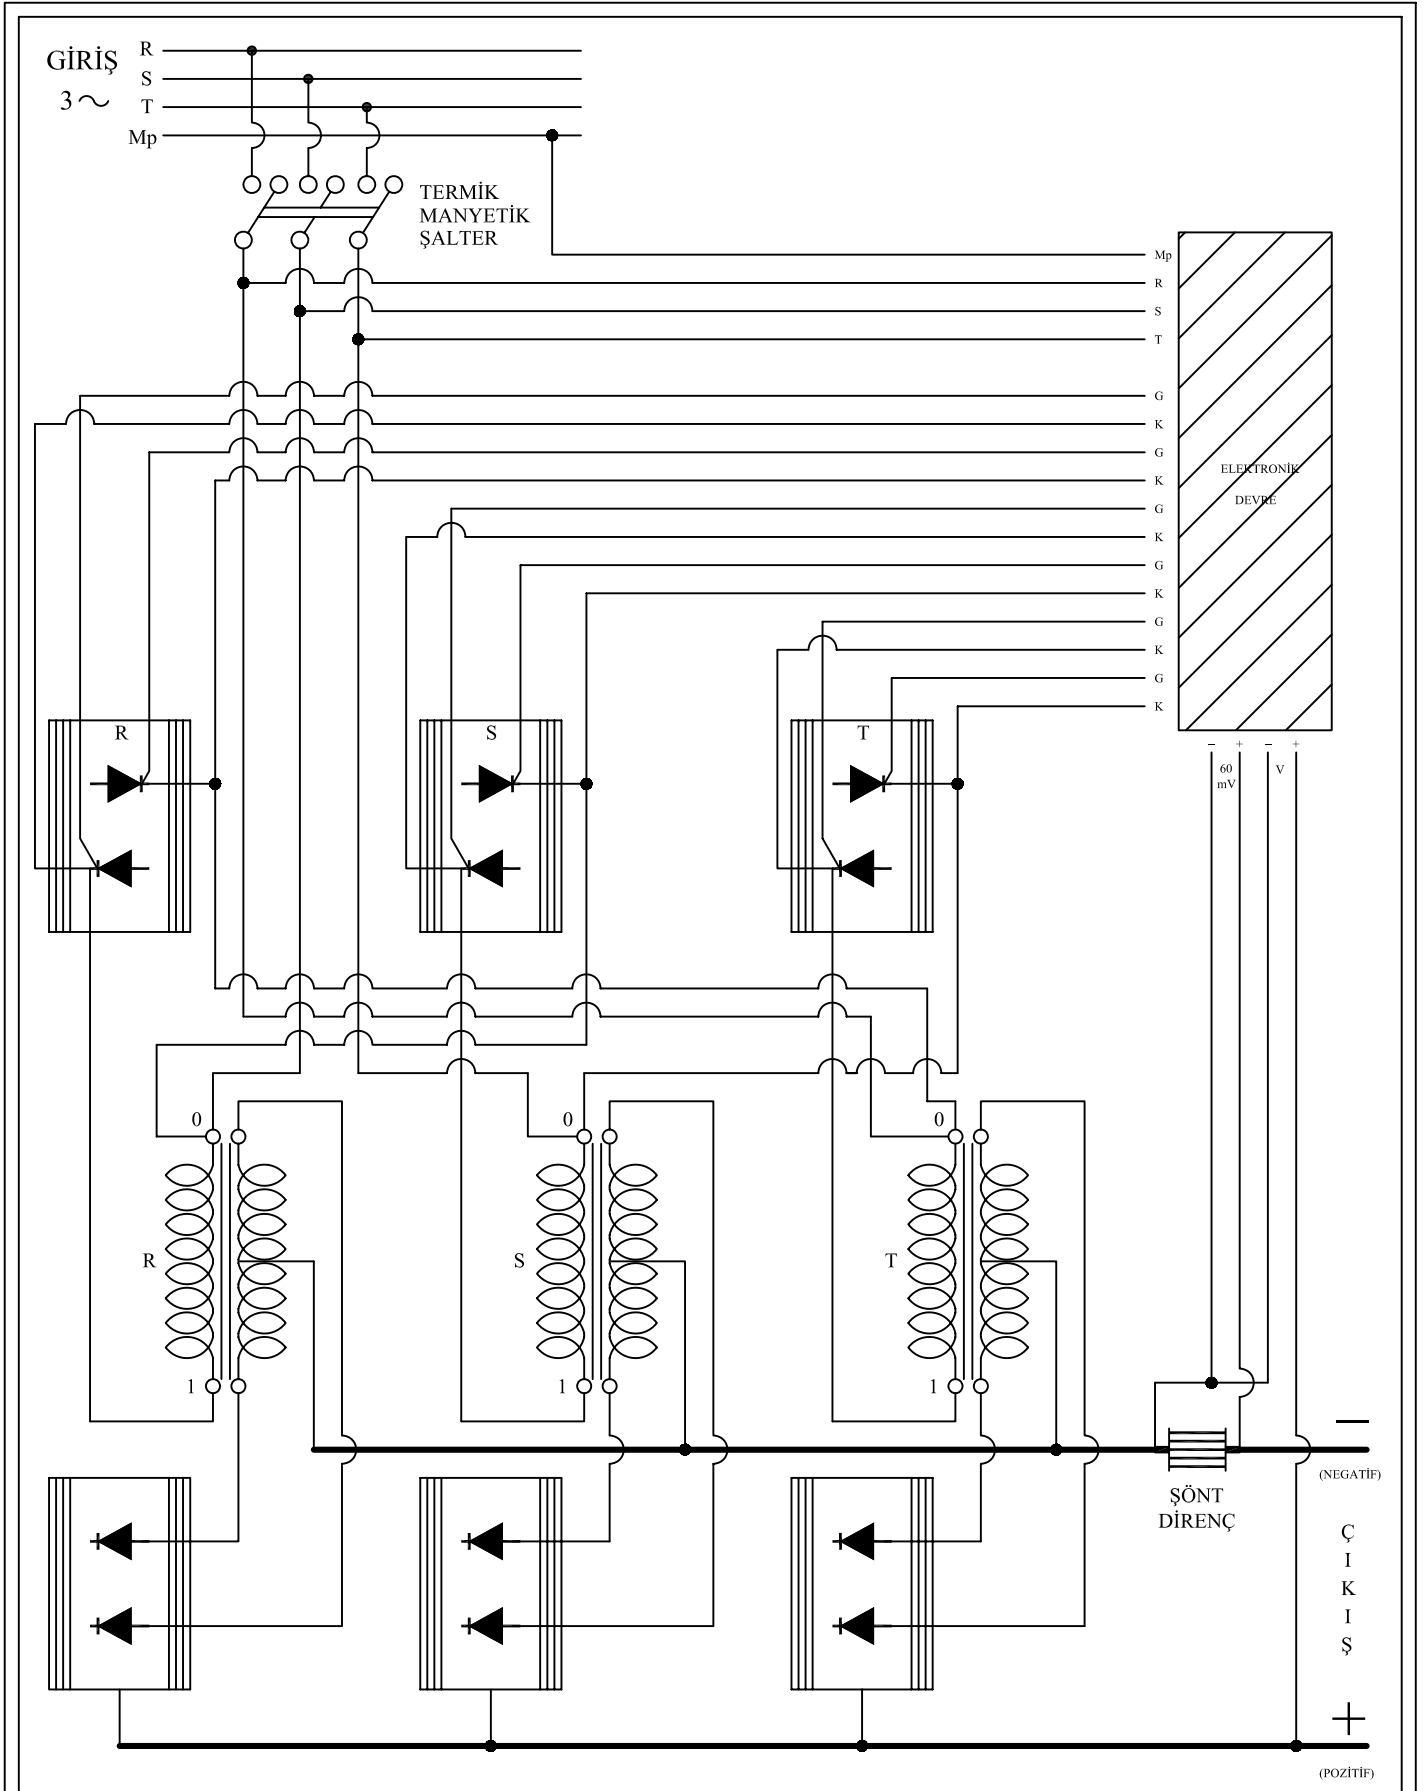 GİRİŞ
3~
R
S
T
Mp
TERMİK
MANYETİK
ŞALTER
Mp
R
S
T
G
K
G
K
G
K
G
K
G
K
G
K
ELEKTRONİK
DEVRE
R
S
T
– + – +
60
mV
V
0
0
0
R
S
T
1
1
1
–
(NEGATİF)
ŞÖNT
DİRENÇ
Ç
I
K
I
Ş
+
(POZİTİF)